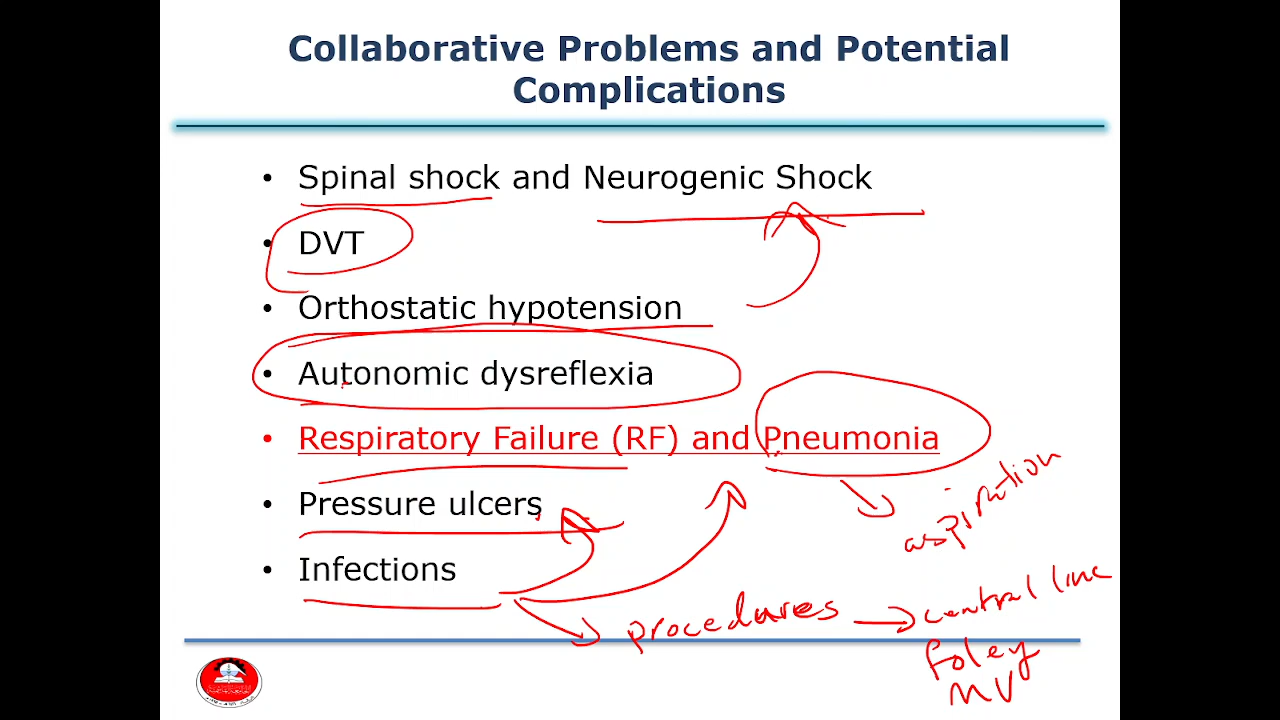 Collaborative Problems and Potential
Complications
• Spinal shock and Neurogenic Shock
• DVT
• Orthostatic hypotension
• Autonomic dysreflexia
• Respiratory Failure (RF) and Pneumonia
• Pressure ulcers
aspiration
• Infections
procedures → central line
foley
MV